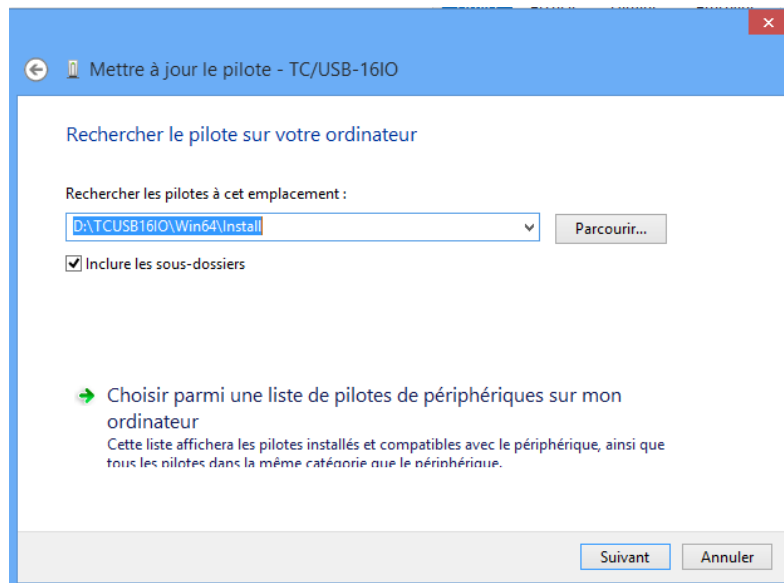 Mettre à jour le pilote - TC/USB-16IO
Rechercher le pilote sur votre ordinateur
Rechercher les pilotes à cet emplacement :
D:\TCUSB16IO\Win64\Install
Parcourir...
Inclure les sous-dossiers
Choisir parmi une liste de pilotes de périphériques sur mon
ordinateur
Cette liste affichera les pilotes installés et compatibles avec le périphérique, ainsi que
tous les pilotes dans la même catégorie que le périphérique.
Suivant
Annuler